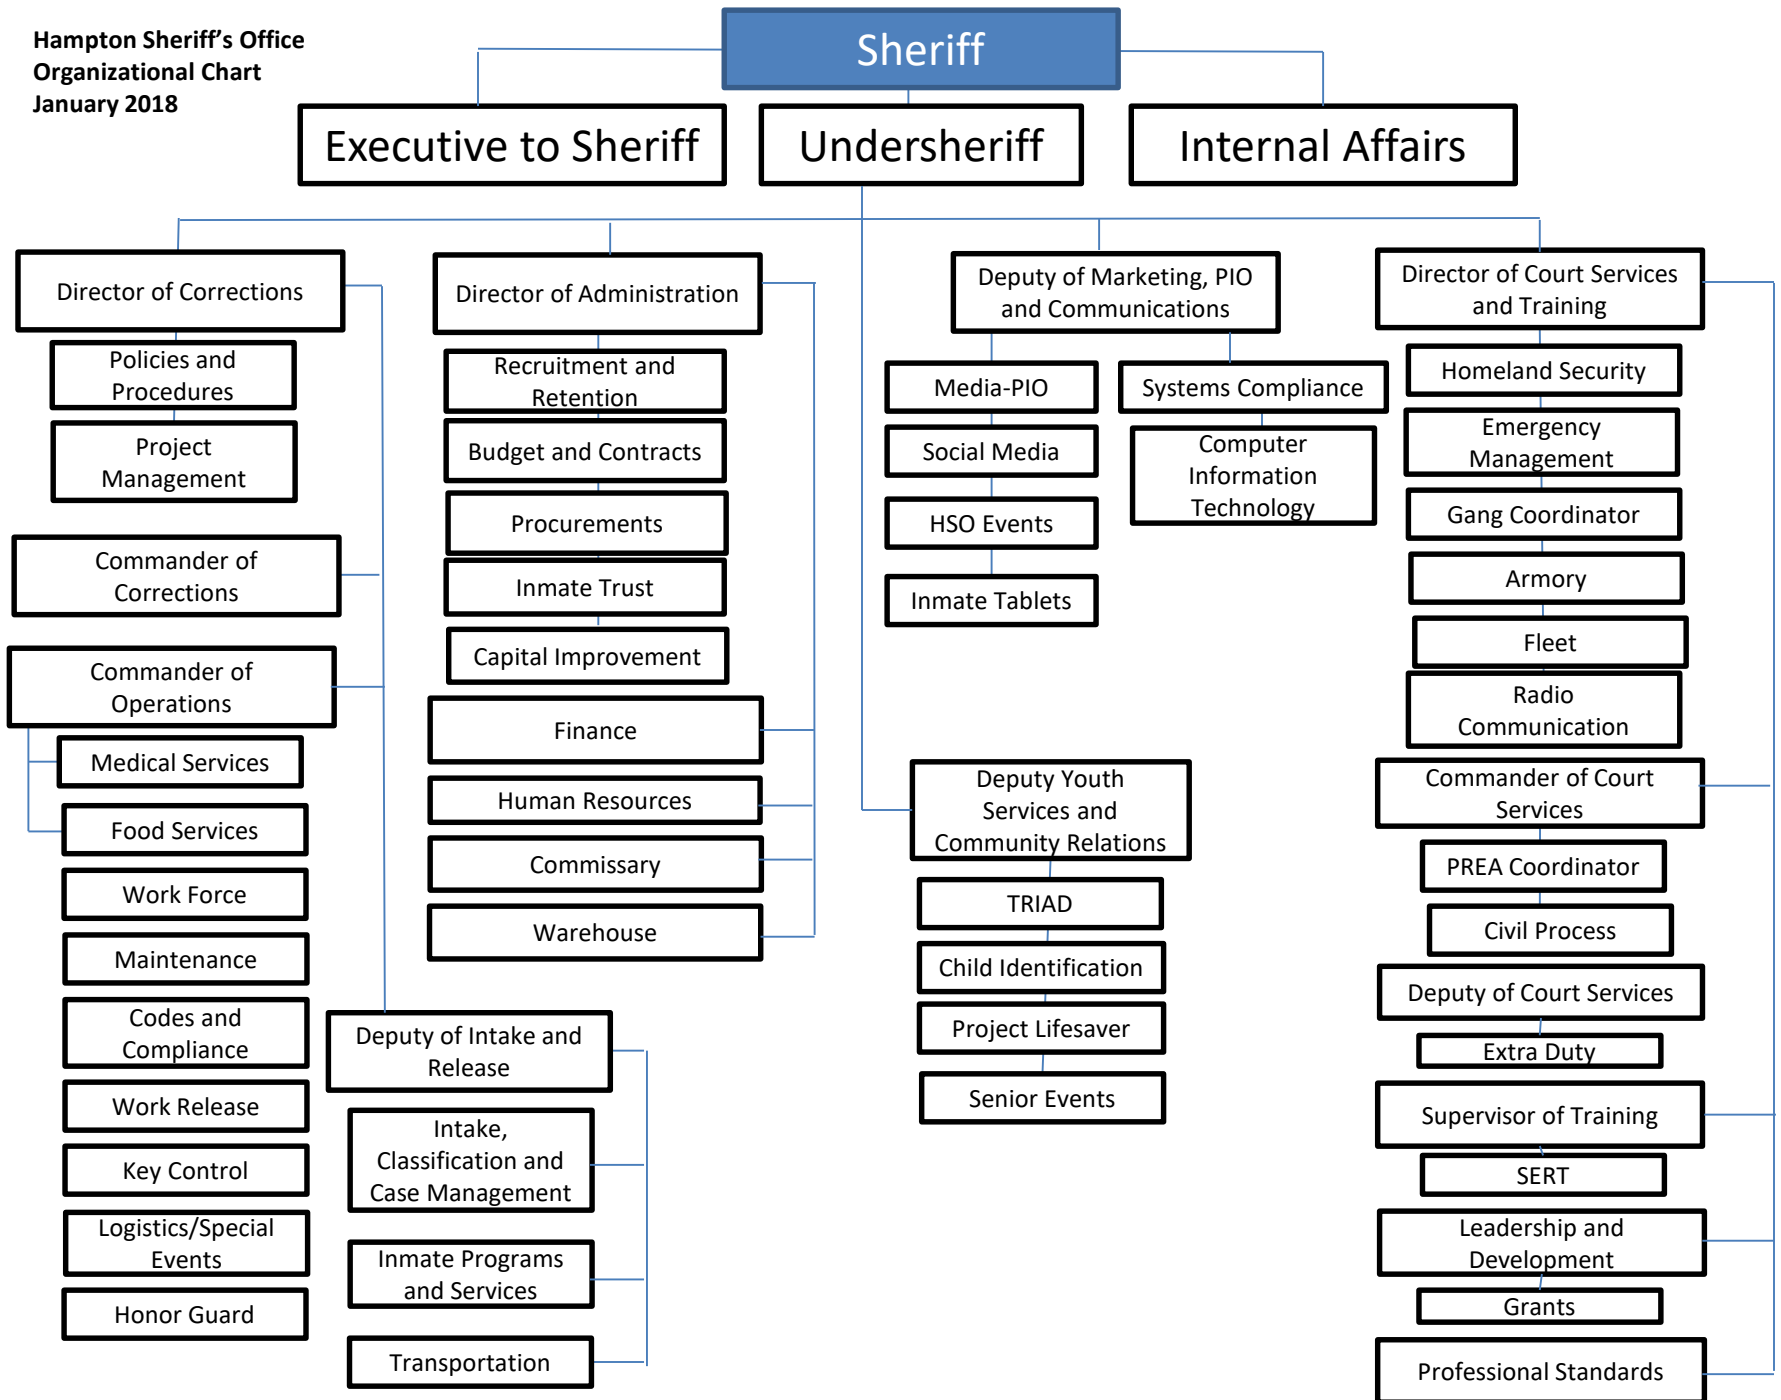 Hampton Sheriff's Office
Organizational Chart
January 2018
Sheriff
Executive to Sheriff
Undersheriff
Internal Affairs
Director of Corrections
Policies and
Procedures
Project
Management
Commander of
Corrections
Commander of
Operations
Medical Services
Food Services
Work Force
Maintenance
Codes and
Compliance
Work Release
Key Control
Logistics/Special
Events
Honor Guard
Deputy of Intake and
Release
Intake,
Classification and
Case Management
Inmate Programs
and Services
Transportation
Director of Administration
Recruitment and
Retention
Budget and Contracts
Procurements
Inmate Trust
Capital Improvement
Finance
Human Resources
Commissary
Warehouse
Deputy of Marketing, PIO
and Communications
Media-PIO
Social Media
HSO Events
Inmate Tablets
Systems Compliance
Computer
Information
Technology
Deputy Youth
Services and
Community Relations
TRIAD
Child Identification
Project Lifesaver
Senior Events
Director of Court Services
and Training
Homeland Security
Emergency
Management
Gang Coordinator
Armory
Fleet
Radio
Communication
Commander of Court
Services
PREA Coordinator
Civil Process
Deputy of Court Services
Extra Duty
Supervisor of Training
SERT
Leadership and
Development
Grants
Professional Standards